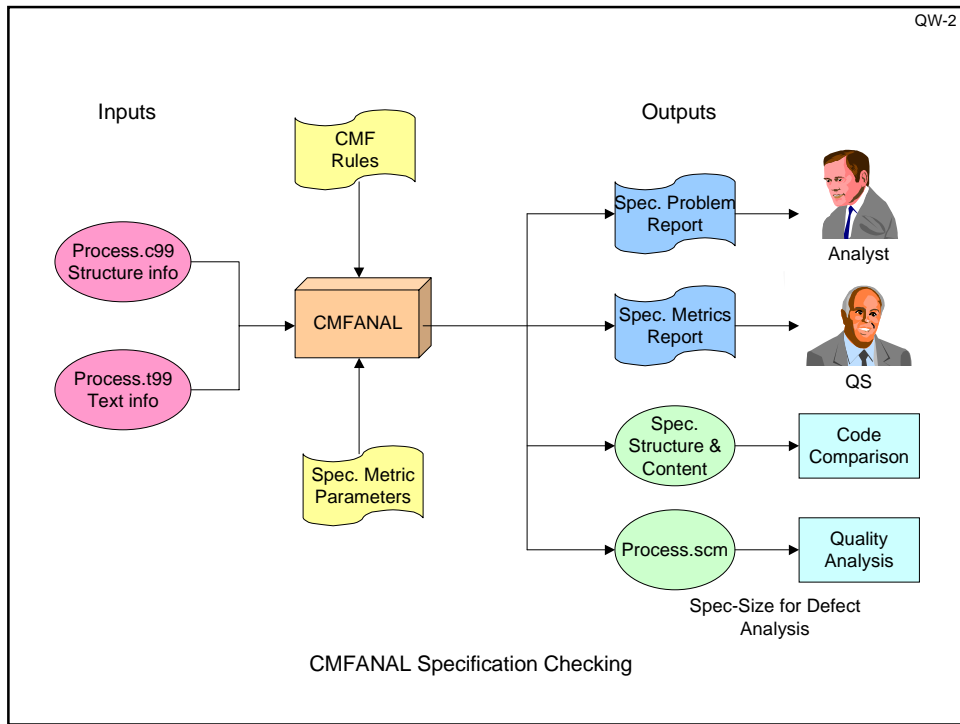 QW-2
Inputs
Outputs
CMF
Rules
Spec. Problem
Report
Analyst
Process.c99
Structure info
CMFANAL
Spec. Metrics
Report
QS
Process.t99
Text info
Spec. Metric
Parameters
Spec.
Structure &
Content
Code
Comparison
Process.scm
Quality
Analysis
Spec-Size for Defect
Analysis
CMFANAL Specification Checking